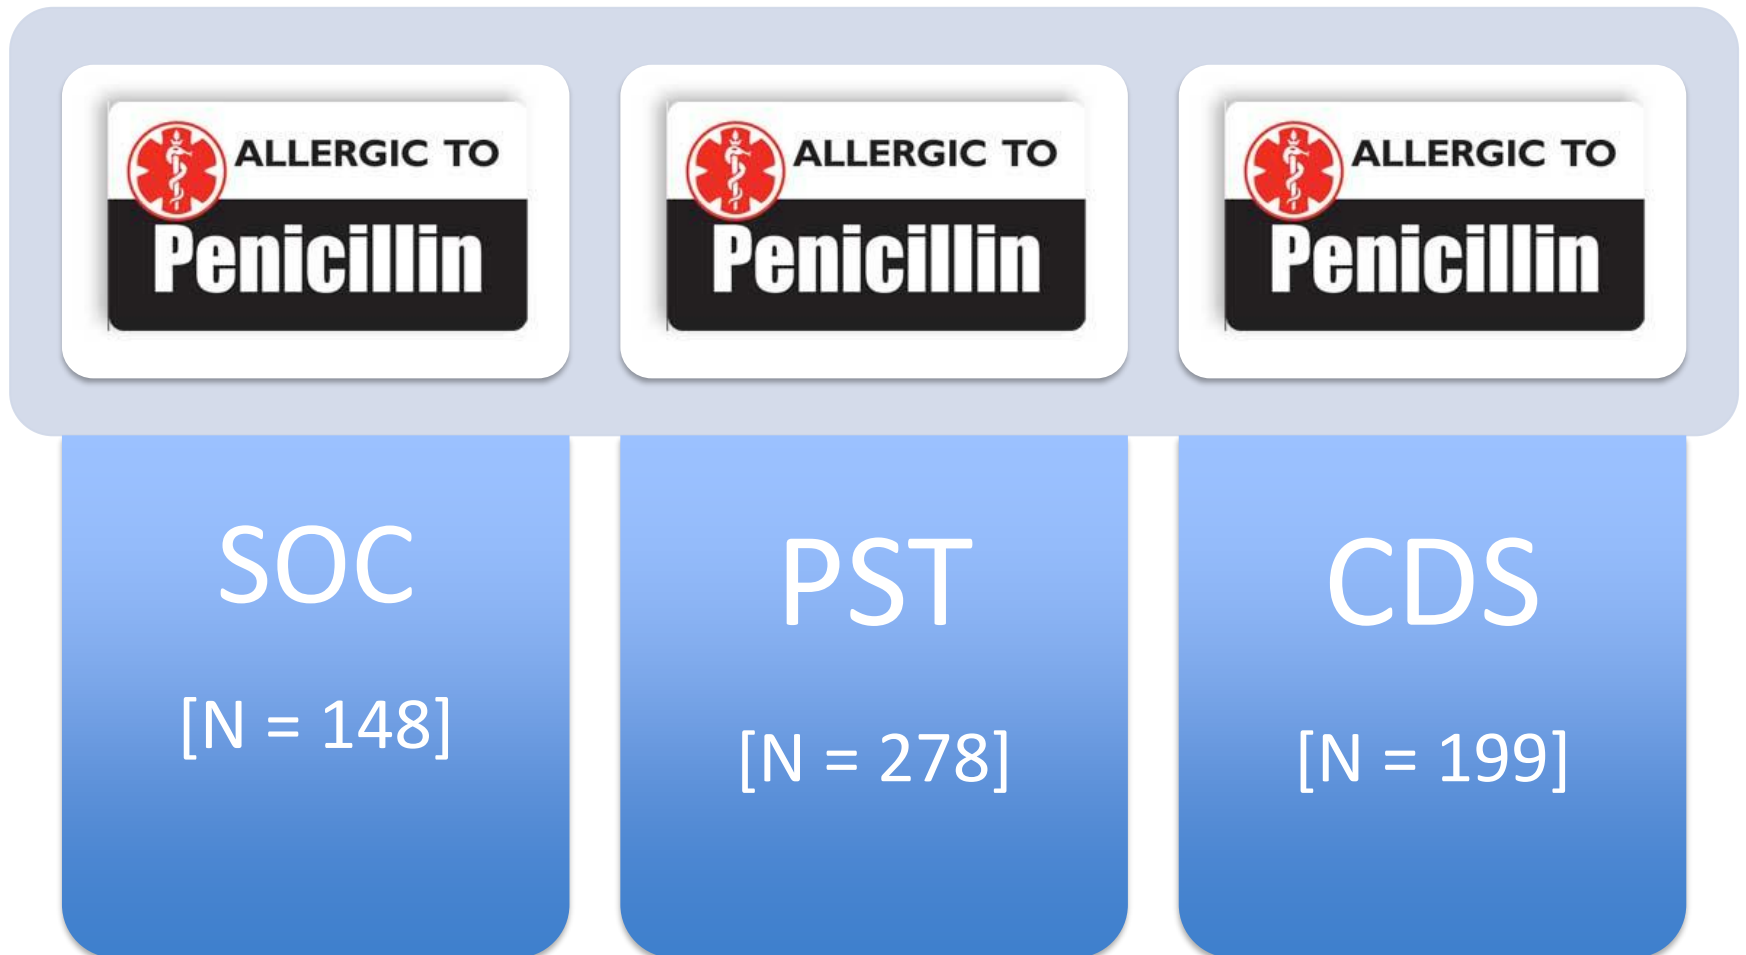 ALLERGIC TO
Penicillin
ALLERGIC TO
Penicillin
ALLERGIC TO
Penicillin
SOC
[N = 148]
PST
[N = 278]
CDS
[N = 199]